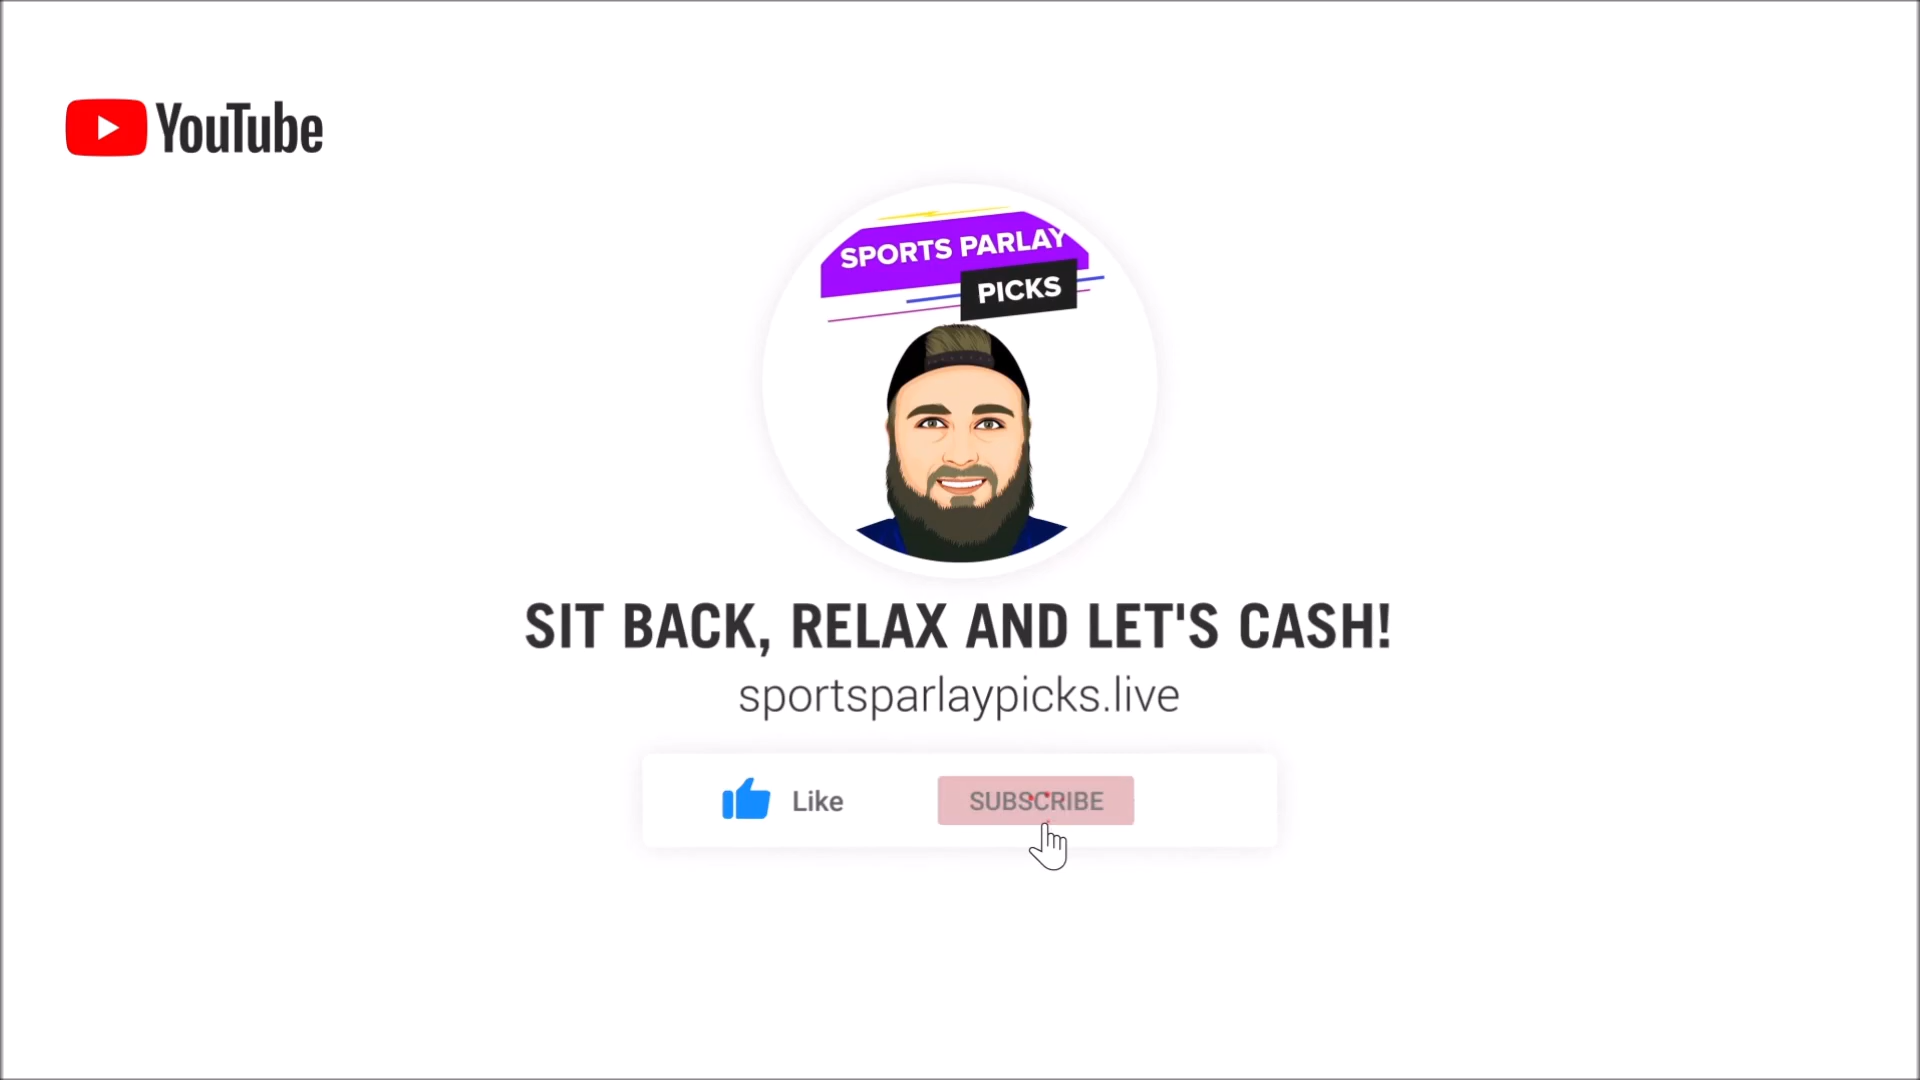 YouTube
SPORTS PARLAY
PICKS
SIT BACK, RELAX AND LET'S CASH!
sportsparlaypicks.live
Like
SUBSCRIBE